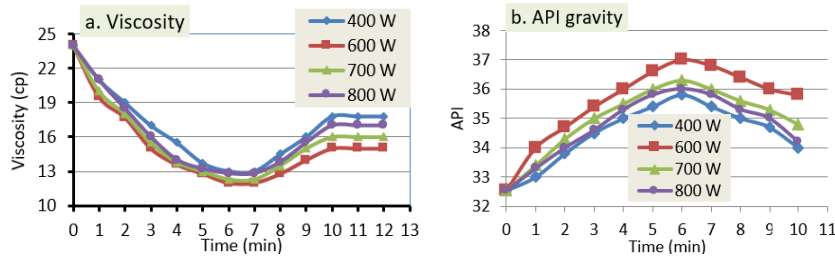 a. Viscosity
400 W
600 W
700 W
800 W
Viscosity (cp)
25
22
19
16
13
10
0 1 2 3 4 5 6 7 8 9 10 11 12 13
Time (min)
b. API gravity
API
38
37
36
35
34
33
32
400 W
600 W
700 W
800 W
0 1 2 3 4 5 6 7 8 9 10 11
Time (min)